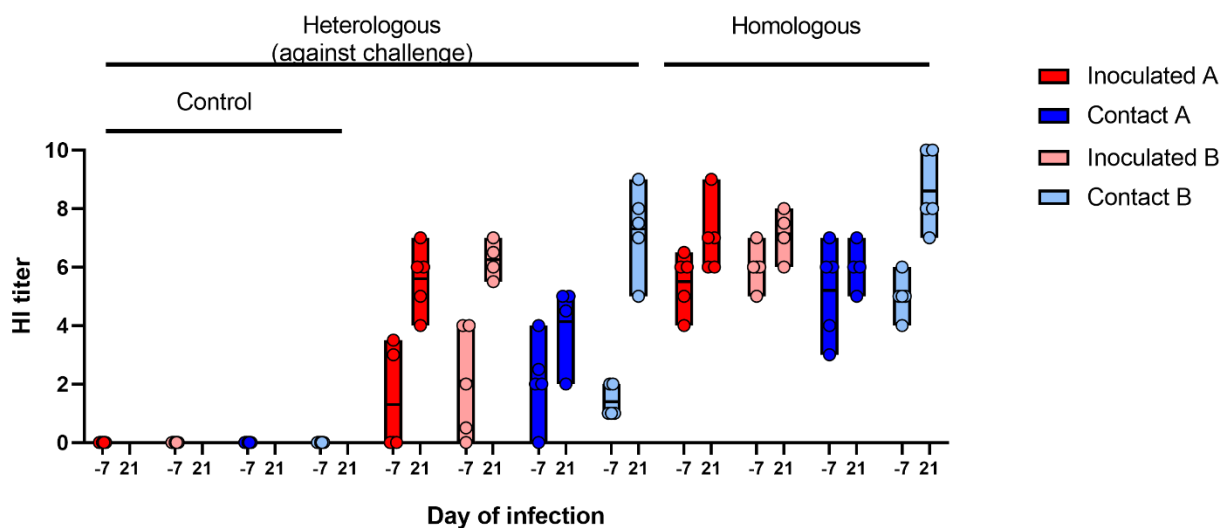 Heterologous
(against challenge)
Homologous
Control
Inoculated A
Contact A
Inoculated B
Contact B
HI titer
10
8
6
4
2
0
-7 21 -7 21 -7 21 -7 21 -7 21 -7 21 -7 21 -7 21 -7 21 -7 21 -7 21 -7 21
Day of infection